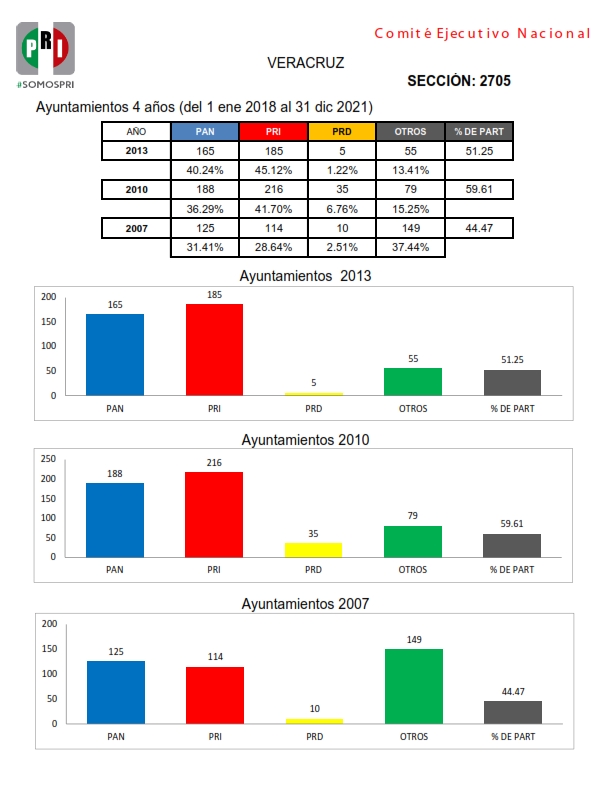 Comité Ejecutivo Nacional
PRI
#SOMOSPRI
VERACRUZ
SECCIÓN: 2705
Ayuntamientos 4 años (del 1 ene 2018 al 31 dic 2021)
AÑO PAN PRI PRD OTROS % DE PART
2013 165 185 5 55 51.25
40.24% 45.12% 1.22% 13.41%
2010 188 216 35 79 59.61
36.29% 41.70% 6.76% 15.25%
2007 125 114 10 149 44.47
31.41% 28.64% 2.51% 37.44%
Ayuntamientos 2013
200
150
100
50
0
165 185 5 55 51.25
PAN PRI PRD OTROS % DE PART
Ayuntamientos 2010
250
200
150
100
50
0
188 216 35 79 59.61
PAN PRI PRD OTROS % DE PART
Ayuntamientos 2007
200
150
100
50
0
125 114 10 149 44.47
PAN PRI PRD OTROS % DE PART